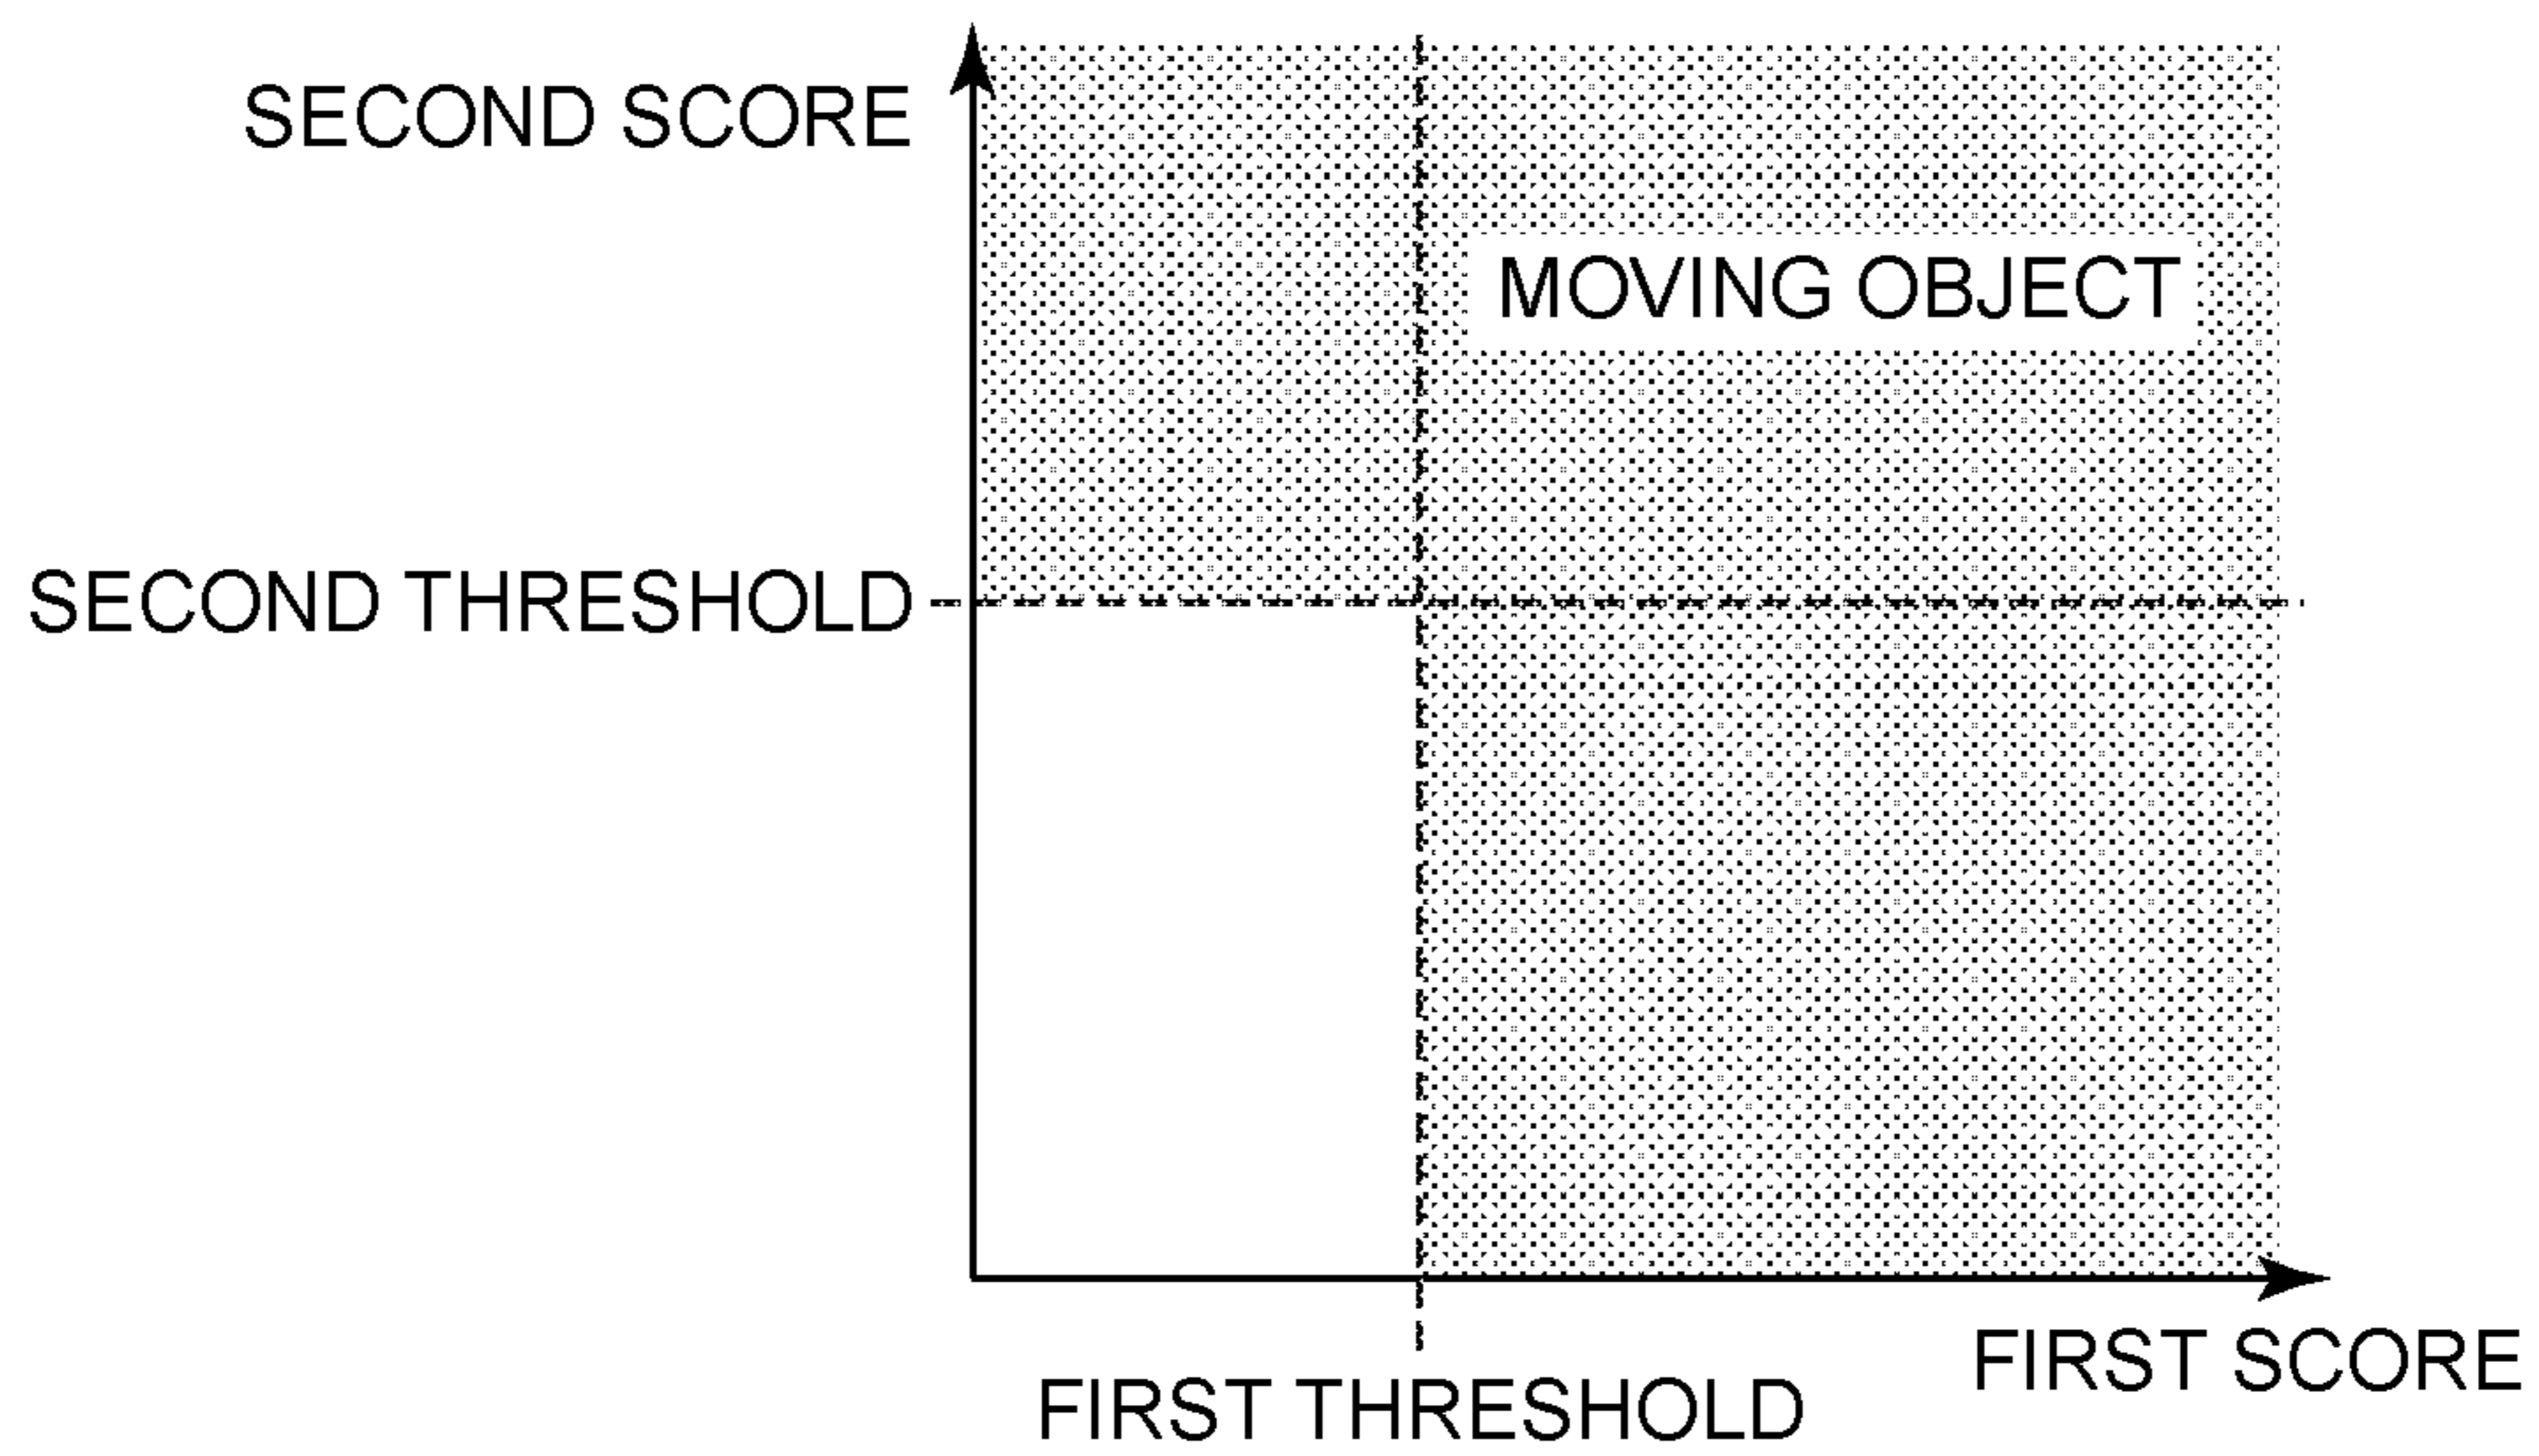 SECOND SCORE
MOVING OBJECT
SECOND THRESHOLD
FIRST SCORE
FIRST THRESHOLD